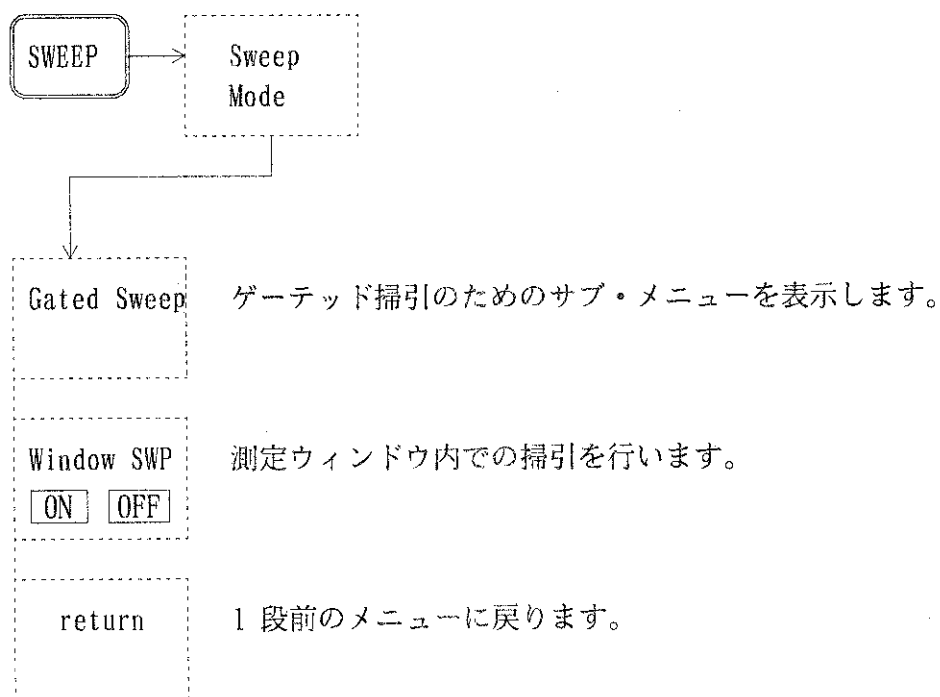 SWEEP
Sweep
Mode
Gated Sweep
ゲーテッド掃引のためのサブ・メニューを表示します。
Window SWP
ON OFF
測定ウィンドウ内での掃引を行います。
return
1 段前のメニューに戻ります。